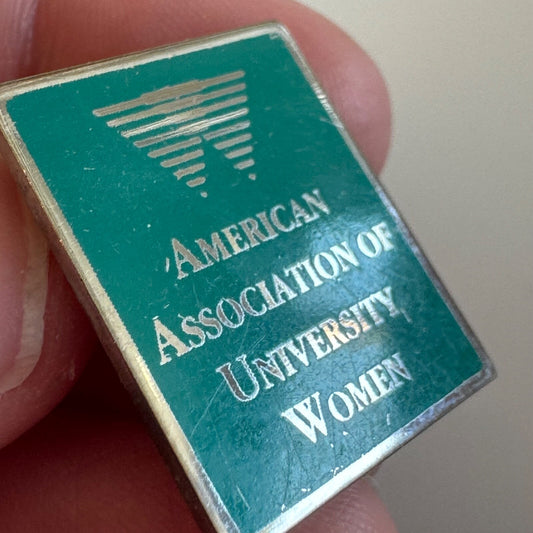 AMERICAN
ASSOCIATION OF
UNIVERSITY
WOMEN